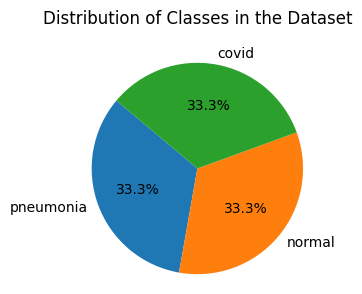 Distribution of Classes in the Dataset
covid
33.3%
33.3%
33.3%
pneumonia
normal